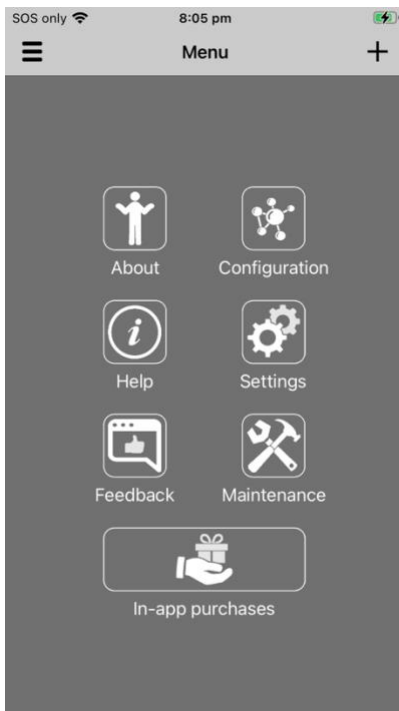 SOS only 8:05 pm
Menu
About Configuration
i
Help Settings
Feedback Maintenance
In-app purchases